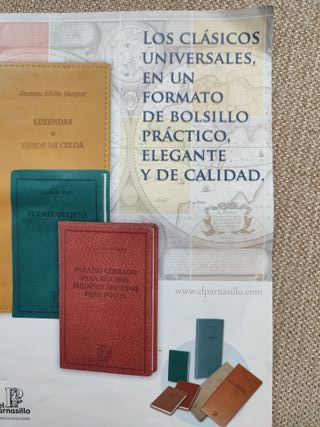 LOS CLÁSICOS
UNIVERSALES,
EN UN
FORMATO
DE BOLSILLO
PRÁCTICO,
ELEGANTE
Y DE CALIDAD.
Gustavo Adolfo Bécquer
LEYENDAS
DESDE MI CELDA
FUENTE OVEJUNA
PARAÍSO CERRADO
PARA MUCHOS,
JARDINES ABIERTOS
PARA POCOS
www.elparnasillo.com
el
parnasillo